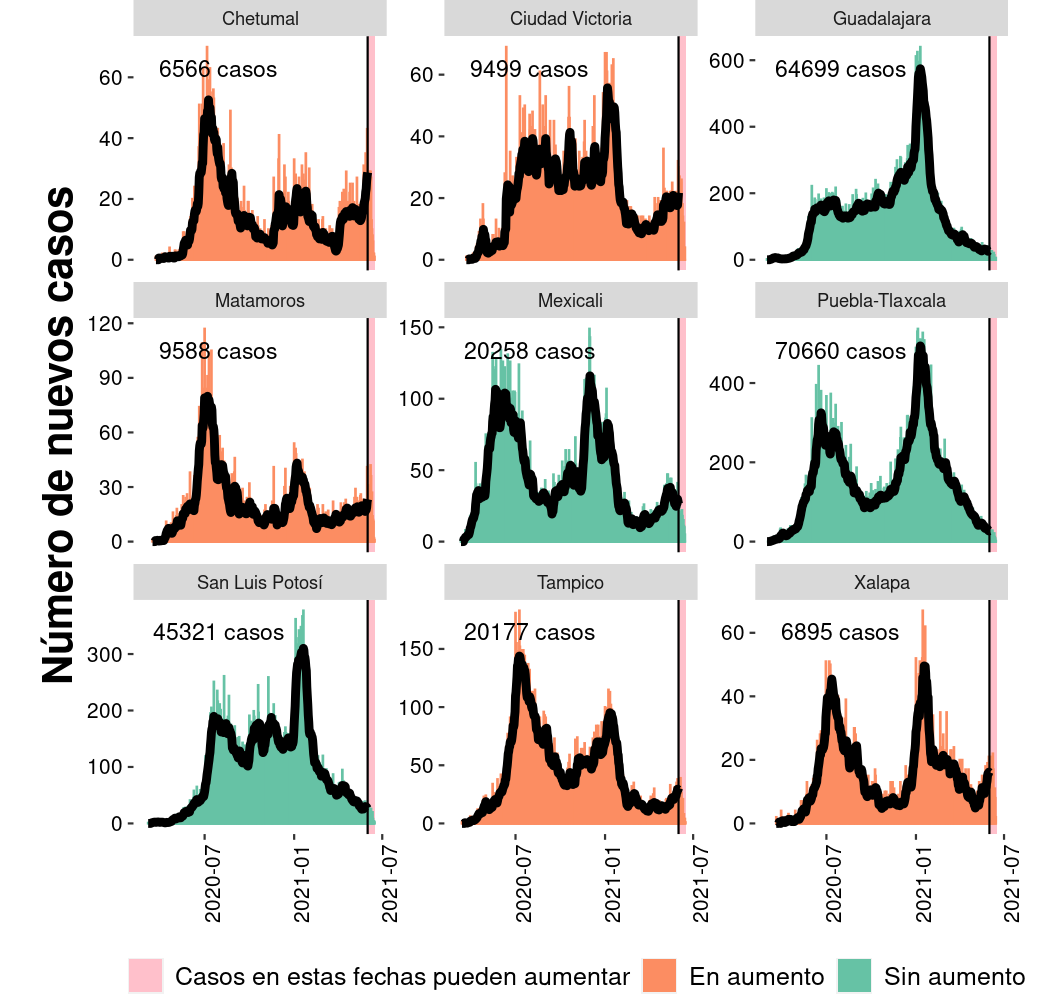 Número de nuevos casos
Chetumal
Ciudad Victoria
Guadalajara
6566 casos
9499 casos
64699 casos
60
40
20
0
60
40
20
0
600
400
200
0
Matamoros
Mexicali
Puebla-Tlaxcala
9588 casos
20258 casos
70660 casos
120
90
60
30
0
150
100
50
0
400
200
0
San Luis Potosí
Tampico
Xalapa
45321 casos
20177 casos
6895 casos
300
200
100
0
150
100
50
0
60
40
20
0
2020-07
2021-01
2021-07
2020-07
2021-01
2021-07
2020-07
2021-01
2021-07
Casos en estas fechas pueden aumentar
En aumento
Sin aumento